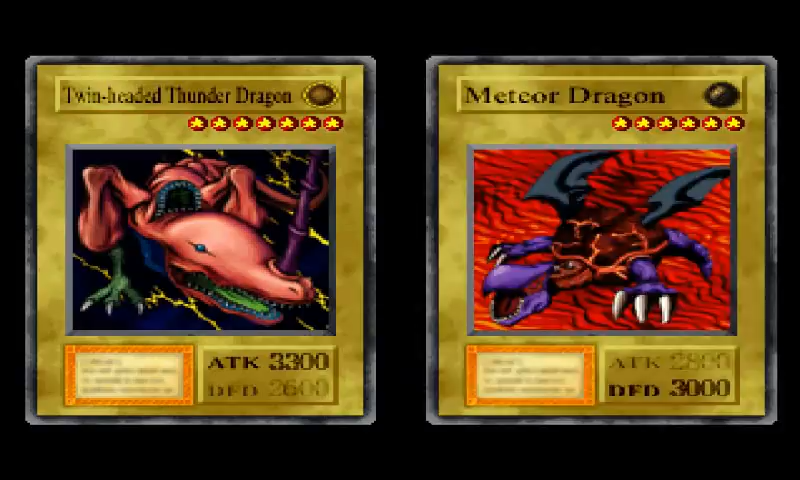 Twin-headed Thunder Dragon
ATK 3300
DFD 2600
Meteor Dragon
ATK 2800
DFD 3000